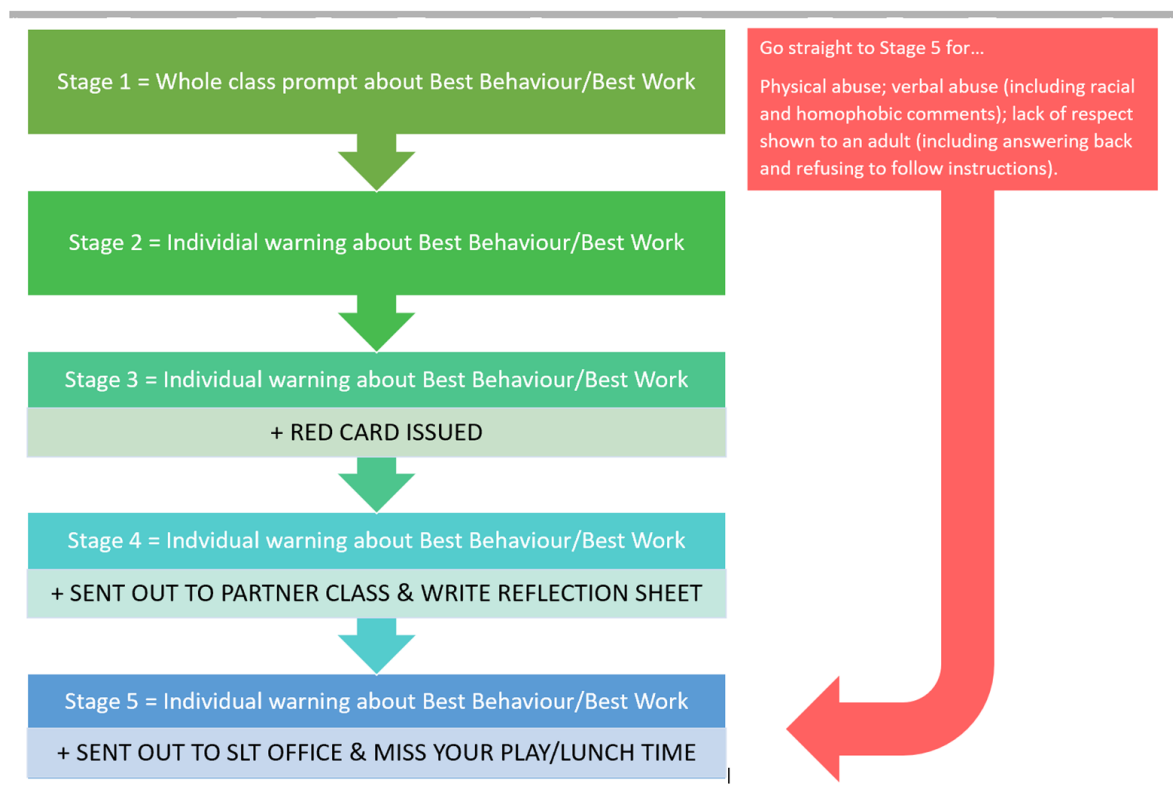 Stage 1 = Whole class prompt about Best Behaviour/Best Work
Stage 2 = Individial warning about Best Behaviour/Best Work
Stage 3 = Individual warning about Best Behaviour/Best Work
+ RED CARD ISSUED
Stage 4 = Indvidual warning about Best Behaviour/Best Work
+ SENT OUT TO PARTNER CLASS & WRITE REFLECTION SHEET
Stage 5 = Individual warning about Best Behaviour/Best Work
+ SENT OUT TO SLT OFFICE & MISS YOUR PLAY/LUNCH TIME
Go straight to Stage 5 for...
Physical abuse; verbal abuse (including racial
and homophobic comments); lack of respect
shown to an adult (including answering back
and refusing to follow instructions).